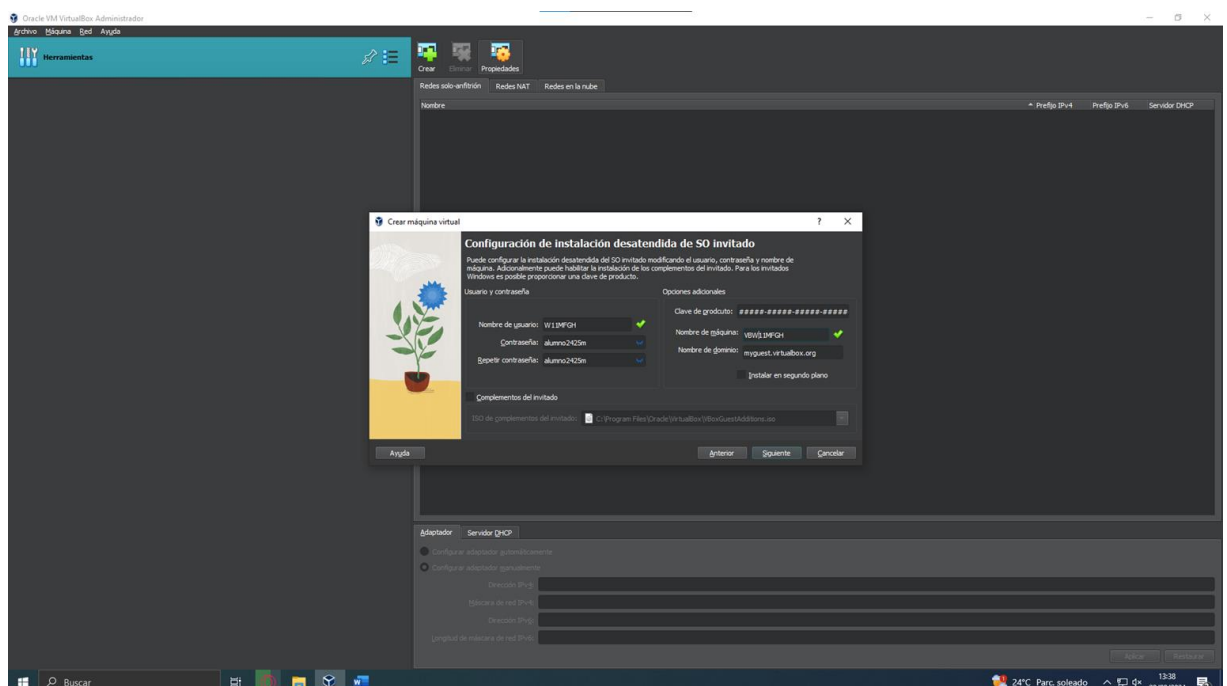 Oracle VM VirtualBox Administrador
Archivo Máquina Red Ayuda
Herramientas
Crear Eliminar Propiedades
Redes solo-anfitrión Redes NAT Redes en la nube
Nombre Prefijo IPv4 Prefijo IPv6 Servidor DHCP
Crear máquina virtual
Configuración de instalación desatendida de SO invitado
Puede configurar la instalación desatendida del SO invitado modificando el usuario, contraseña y nombre de
máquina. Adicionalmente puede habilitar la instalación de los complementos del invitado. Para los invitados
Windows es posible proporcionar una clave de producto.
Usuario y contraseña
Nombre de usuario: W11MFGH
Contraseña: alumno2425m
Repetir contraseña: alumno2425m
Opciones adicionales
Clave de prodcuto: #####-#####-#####-#####
Nombre de máquina: VBW11MFGH
Nombre de dominio: myguest.virtualbox.org
Instalar en segundo plano
Complementos del invitado
ISO de complementos del invitado: C:\Program Files\Oracle\VirtualBox\VBoxGuestAdditions.iso
Ayuda Anterior Siguiente Cancelar
Adaptador Servidor DHCP
Configurar adaptador automáticamente
Configurar adaptador manualmente
Dirección IPv4:
Máscara de red IPv4:
Dirección IPv6:
Longitud de máscara de red IPv6:
Aplicar Restaurar
Buscar
24°C Parc. soleado
13:38